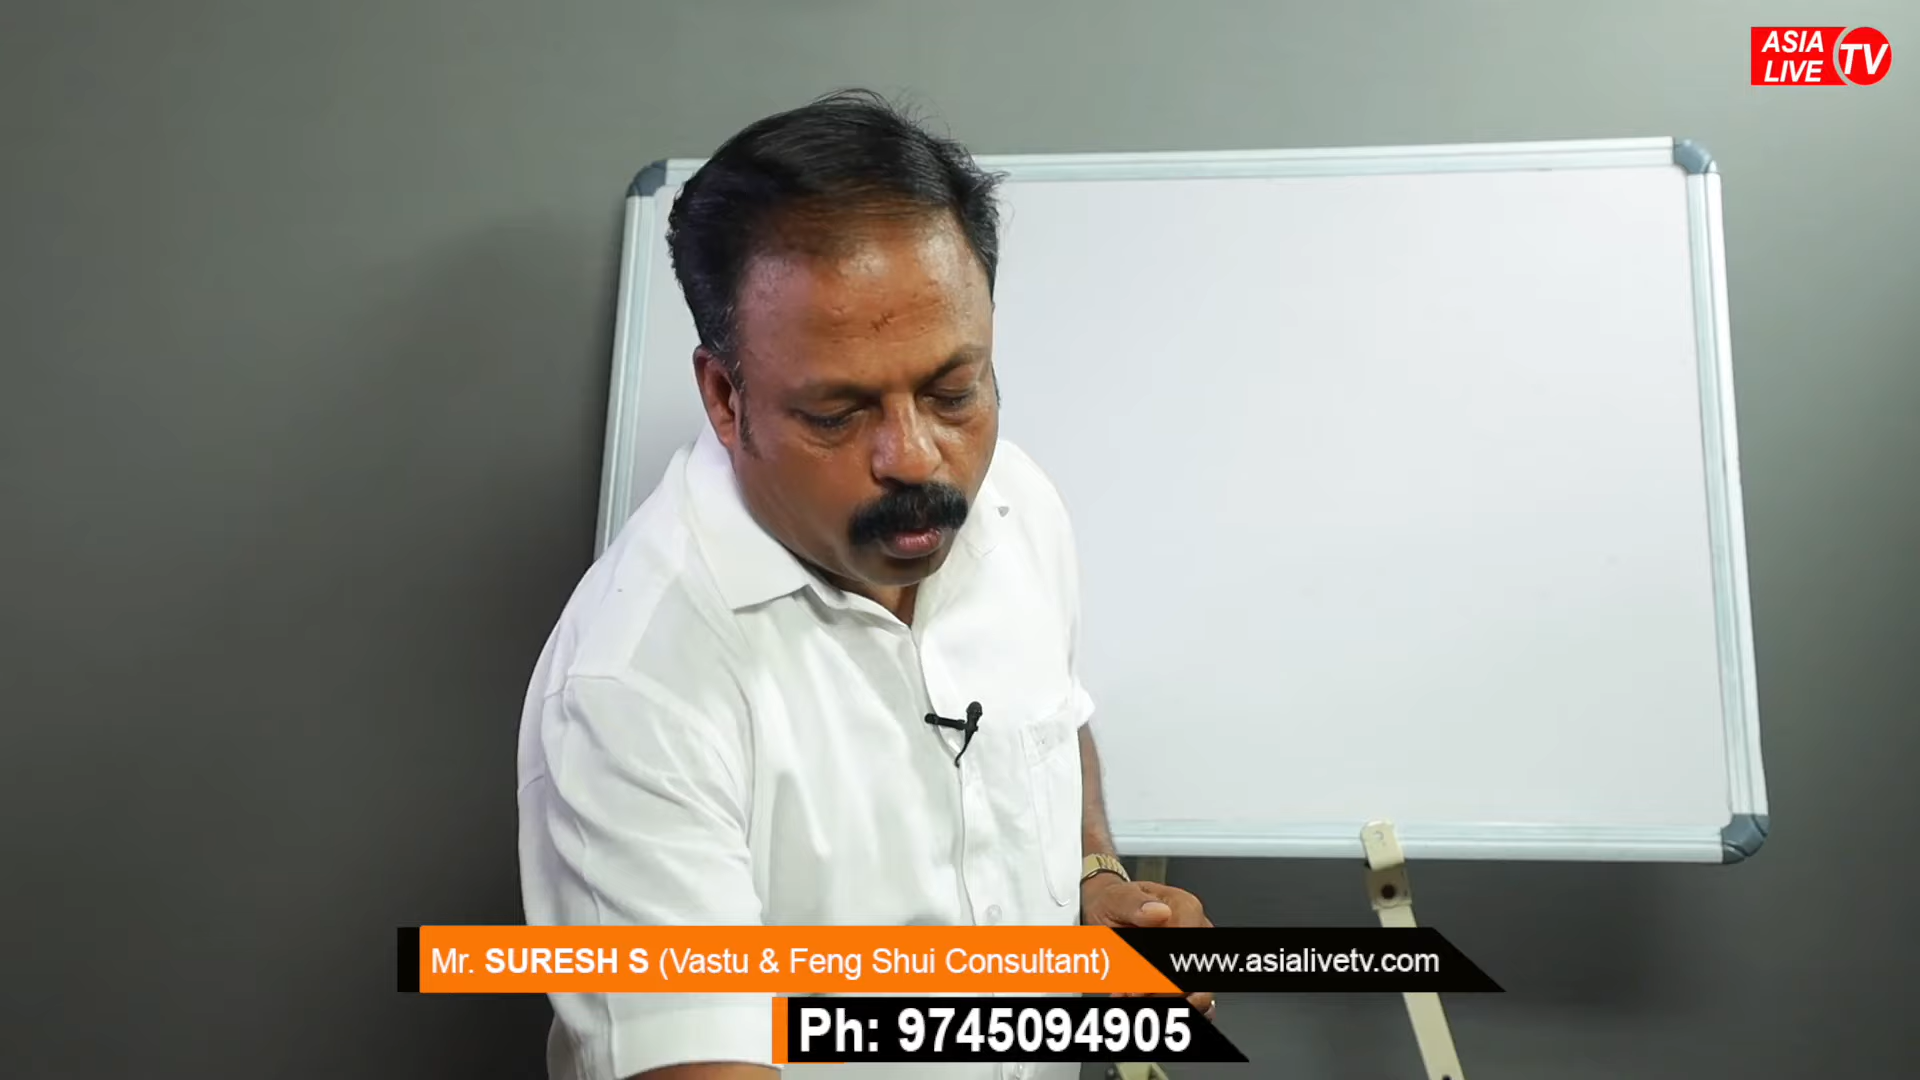 ASIA
LIVE TV
Mr. SURESH S (Vastu & Feng Shui Consultant)
www.asialivetv.com
Ph: 9745094905